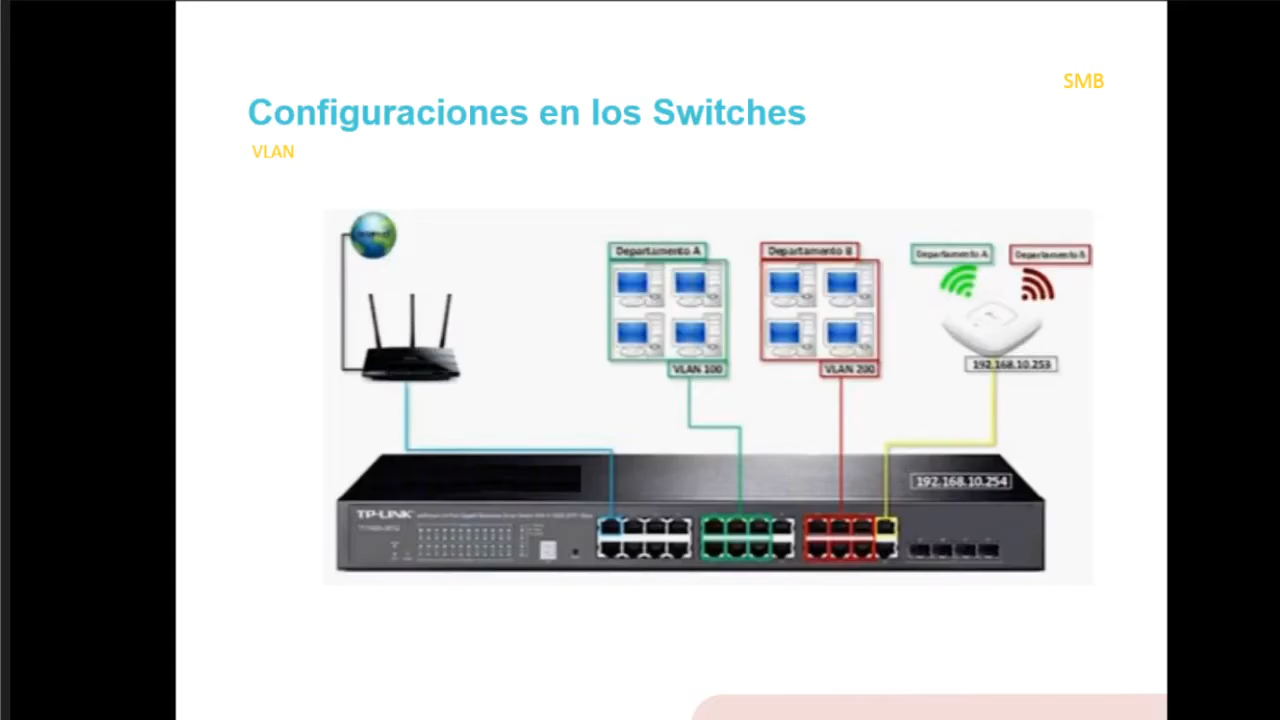 SMB
Configuraciones en los Switches
VLAN
Departamento A
Departamento B
Departamento A
Departamento B
VLAN 100
VLAN 200
192.168.10.253
192.168.10.254
TP-LINK